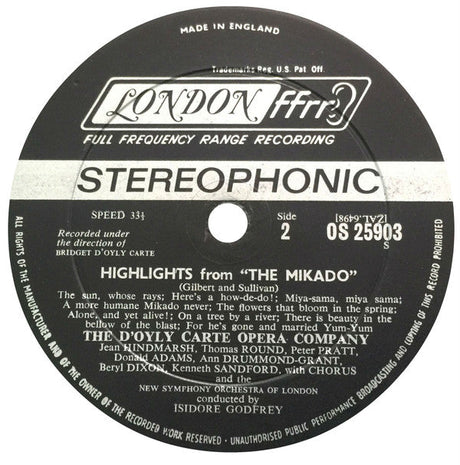 MADE IN ENGLAND
Trademarks Reg. U.S. Pat. Off.
LONDON ffrr
FULL FREQUENCY RANGE RECORDING
STEREOPHONIC
SPEED 33⅓
Side
2
[ZAL.6498]
OS 25903
S
Recorded under
the direction of
BRIDGET D'OYLY CARTE
HIGHLIGHTS from "THE MIKADO"
(Gilbert and Sullivan)
The sun, whose rays; Here's a how-de-do!; Miya-sama, miya sama;
A more humane Mikado never; The flowers that bloom in the spring;
Alone, and yet alive!; On a tree by a river; There is beauty in the
bellow of the blast; For he's gone and married Yum-Yum
THE D'OYLY CARTE OPERA COMPANY
Jean HINDMARSH, Thomas ROUND, Peter PRATT,
Donald ADAMS, Ann DRUMMOND-GRANT,
Beryl DIXON, Kenneth SANDFORD, with CHORUS
and the
NEW SYMPHONY ORCHESTRA OF LONDON
conducted by
ISIDORE GODFREY
ALL RIGHTS OF THE MANUFACTURER AND OF THE OWNER OF THE RECORDED WORK RESERVED · UNAUTHORISED PUBLIC PERFORMANCE BROADCASTING AND COPYING OF THIS RECORD PROHIBITED